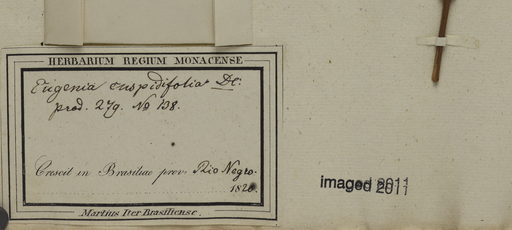 HERBARIUM REGIUM MONACENSE
Eugenia cuspidifolia DC.
prod. 279. No 138.
Crescit in Brasiliae prov. Rio Negro.
1820.
Martius Iter Brasiliense.
imaged 2011